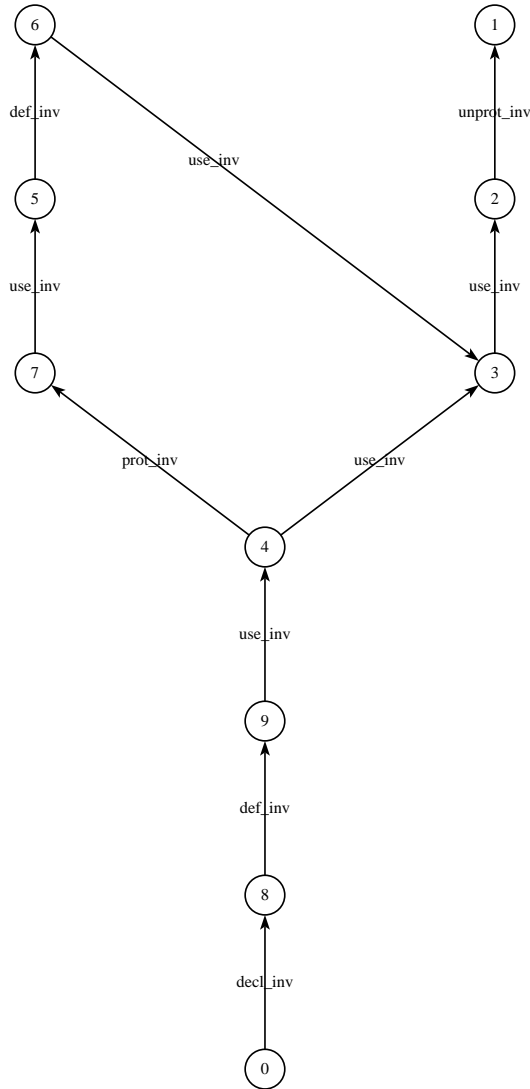 6 1
def_inv unprot_inv
use_inv
5 2
use_inv use_inv
7 3
prot_inv use_inv
4
use_inv
9
def_inv
8
decl_inv
0